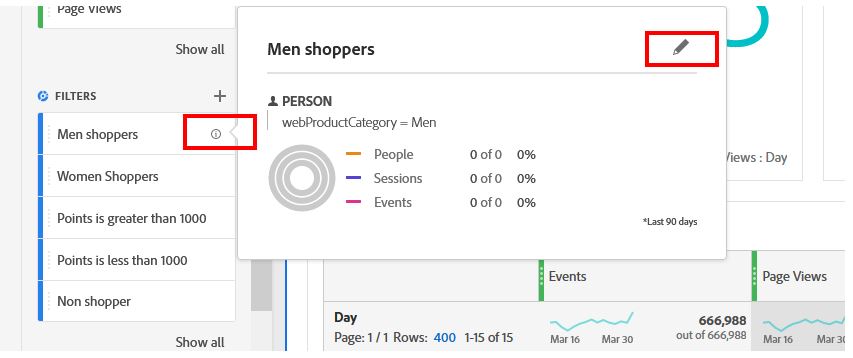 Page Views
Show all
FILTERS
Men shoppers
Women Shoppers
Points is greater than 1000
Points is less than 1000
Non shopper
Show all
Men shoppers
PERSON
webProductCategory = Men
People 0 of 0 0%
Sessions 0 of 0 0%
Events 0 of 0 0%
*Last 90 days
Views : Day
Events
Page Views
Day
Page: 1 / 1 Rows: 400 1-15 of 15
Mar 16 Mar 30
666,988
out of 666,988
Mar 16 Mar 30